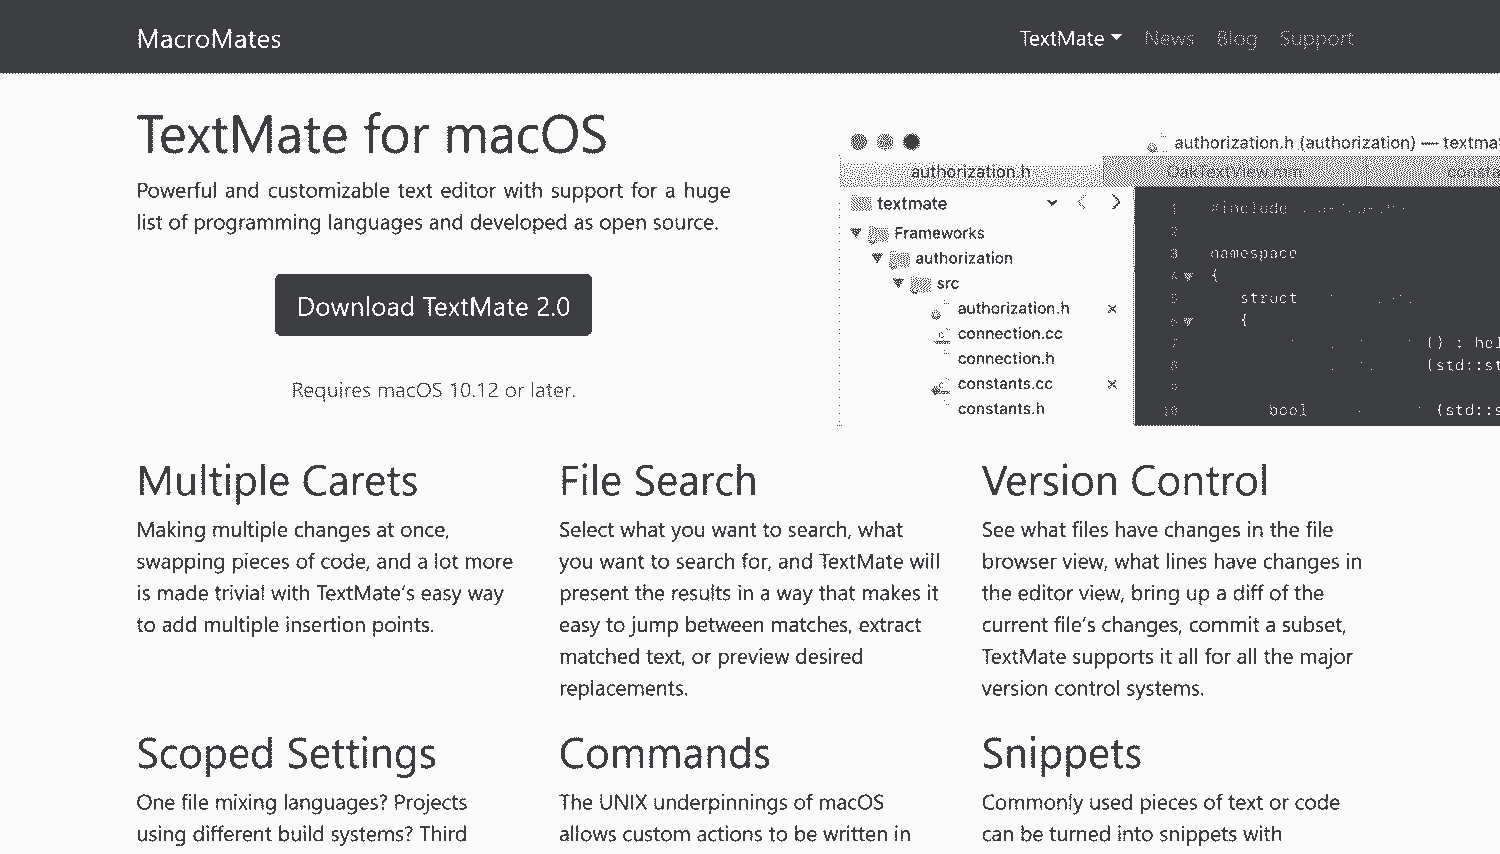 MacroMates
TextMate
News
Blog
Support
TextMate for macOS
Powerful and customizable text editor with support for a huge
list of programming languages and developed as open source.
Download TextMate 2.0
Requires macOS 10.12 or later.
authorization.h (authorization) — textma
authorization.h
OakTextView.mm
consta
textmate
Frameworks
authorization
src
authorization.h
connection.cc
connection.h
constants.cc
constants.h
1 #include
2
3 namespace
4 {
5 struct
6 {
7 () : hel
8 (std::st
9
10 bool (std::s
Multiple Carets
Making multiple changes at once,
swapping pieces of code, and a lot more
is made trivial with TextMate’s easy way
to add multiple insertion points.
File Search
Select what you want to search, what
you want to search for, and TextMate will
present the results in a way that makes it
easy to jump between matches, extract
matched text, or preview desired
replacements.
Version Control
See what files have changes in the file
browser view, what lines have changes in
the editor view, bring up a diff of the
current file’s changes, commit a subset,
TextMate supports it all for all the major
version control systems.
Scoped Settings
One file mixing languages? Projects
using different build systems? Third
Commands
The UNIX underpinnings of macOS
allows custom actions to be written in
Snippets
Commonly used pieces of text or code
can be turned into snippets with